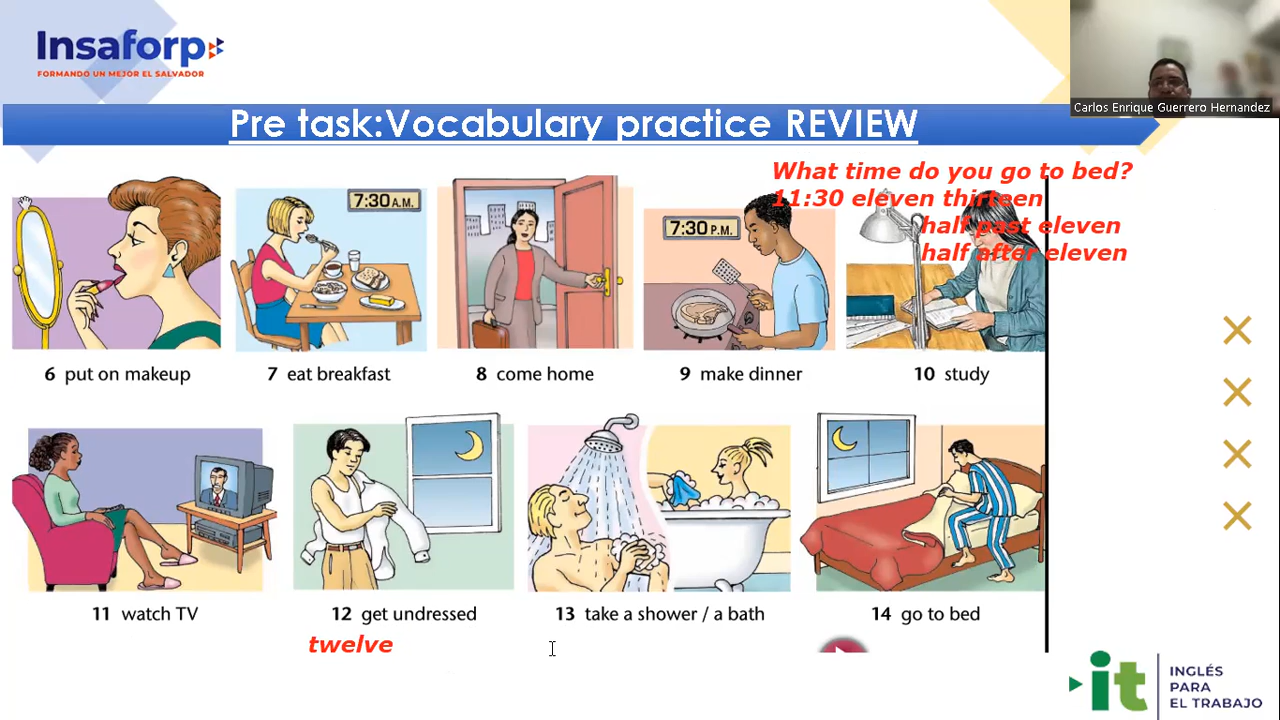 Insaforp
FORMANDO UN MEJOR EL SALVADOR
Carlos Enrique Guerrero Hernandez
Pre task:Vocabulary practice REVIEW
What time do you go to bed?
11:30 eleven thirteen
half past eleven
half after eleven
7:30 A.M.
7:30 P.M.
6 put on makeup
7 eat breakfast
8 come home
9 make dinner
10 study
11 watch TV
12 get undressed
13 take a shower / a bath
14 go to bed
twelve
it
INGLÉS
PARA
EL TRABAJO